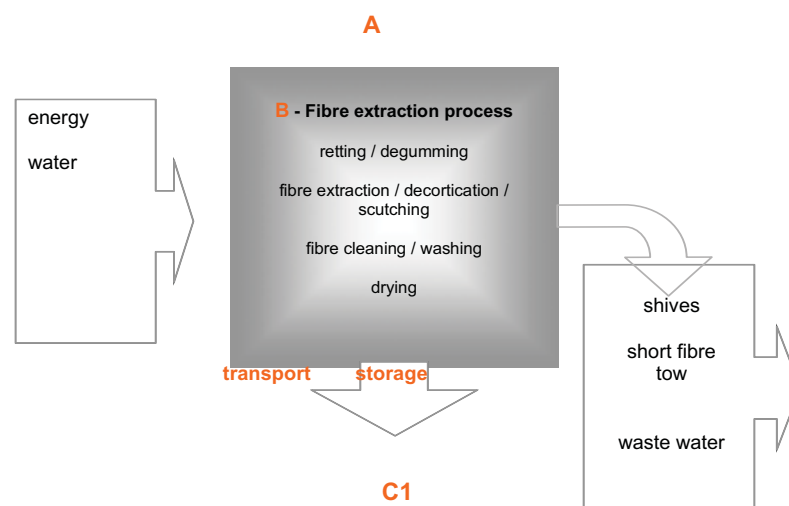 A
energy
water
B - Fibre extraction process
retting / degumming
fibre extraction / decortication /
scutching
fibre cleaning / washing
drying
shives
short fibre
tow
waste water
transport storage
C1